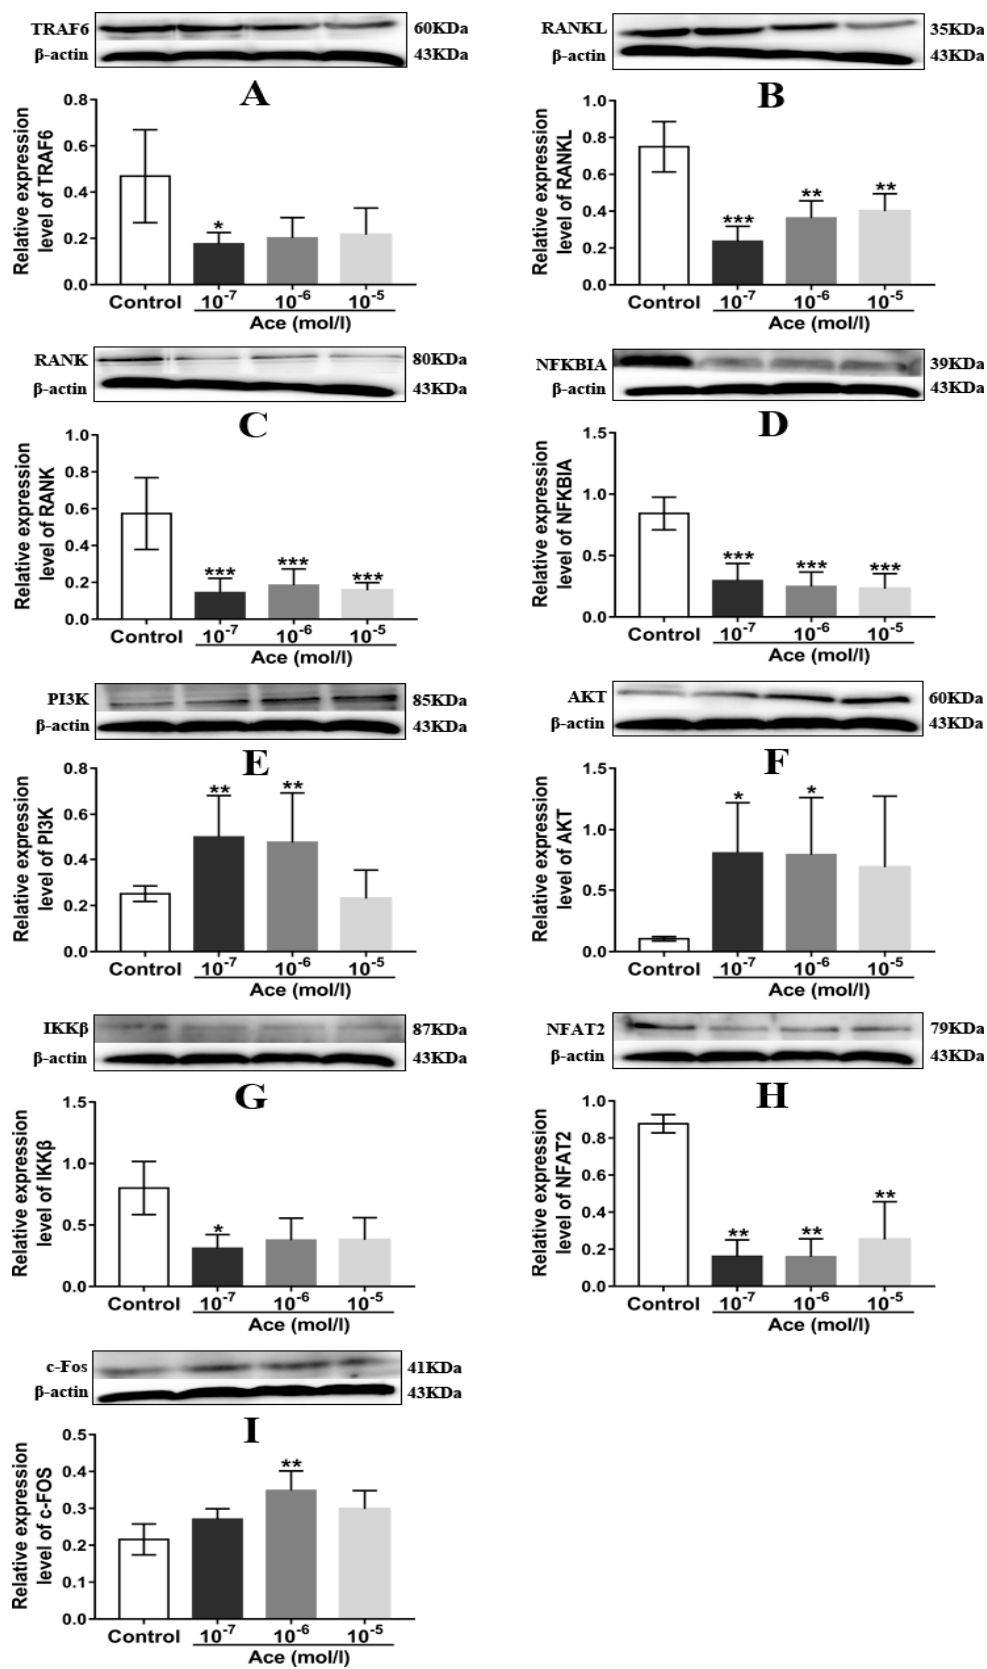 TRAF6 60KDa
β-actin 43KDa
A
Relative expression
level of TRAF6
0.8
0.6
0.4
0.2
0.0
*
Control 10-7 10-6 10-5
Ace (mol/l)
RANKL 35KDa
β-actin 43KDa
B
Relative expression
level of RANKL
1.0
0.8
0.6
0.4
0.2
0.0
*** ** **
Control 10-7 10-6 10-5
Ace (mol/l)
RANK 80KDa
β-actin 43KDa
C
Relative expression
level of RANK
1.0
0.8
0.6
0.4
0.2
0.0
*** *** ***
Control 10-7 10-6 10-5
Ace (mol/l)
NFKBIA 39KDa
β-actin 43KDa
D
Relative expression
level of NFKBIA
1.5
1.0
0.5
0.0
*** *** ***
Control 10-7 10-6 10-5
Ace (mol/l)
PI3K 85KDa
β-actin 43KDa
E
Relative expression
level of PI3K
0.8
0.6
0.4
0.2
0.0
** **
Control 10-7 10-6 10-5
Ace (mol/l)
AKT 60KDa
β-actin 43KDa
F
Relative expression
level of AKT
1.5
1.0
0.5
0.0
* *
Control 10-7 10-6 10-5
Ace (mol/l)
IKKβ 87KDa
β-actin 43KDa
G
Relative expression
level of IKKβ
1.5
1.0
0.5
0.0
*
Control 10-7 10-6 10-5
Ace (mol/l)
NFAT2 79KDa
β-actin 43KDa
H
Relative expression
level of NFAT2
1.0
0.8
0.6
0.4
0.2
0.0
** ** **
Control 10-7 10-6 10-5
Ace (mol/l)
c-Fos 41KDa
β-actin 43KDa
I
Relative expression
level of c-FOS
0.5
0.4
0.3
0.2
0.1
0.0
**
Control 10-7 10-6 10-5
Ace (mol/l)